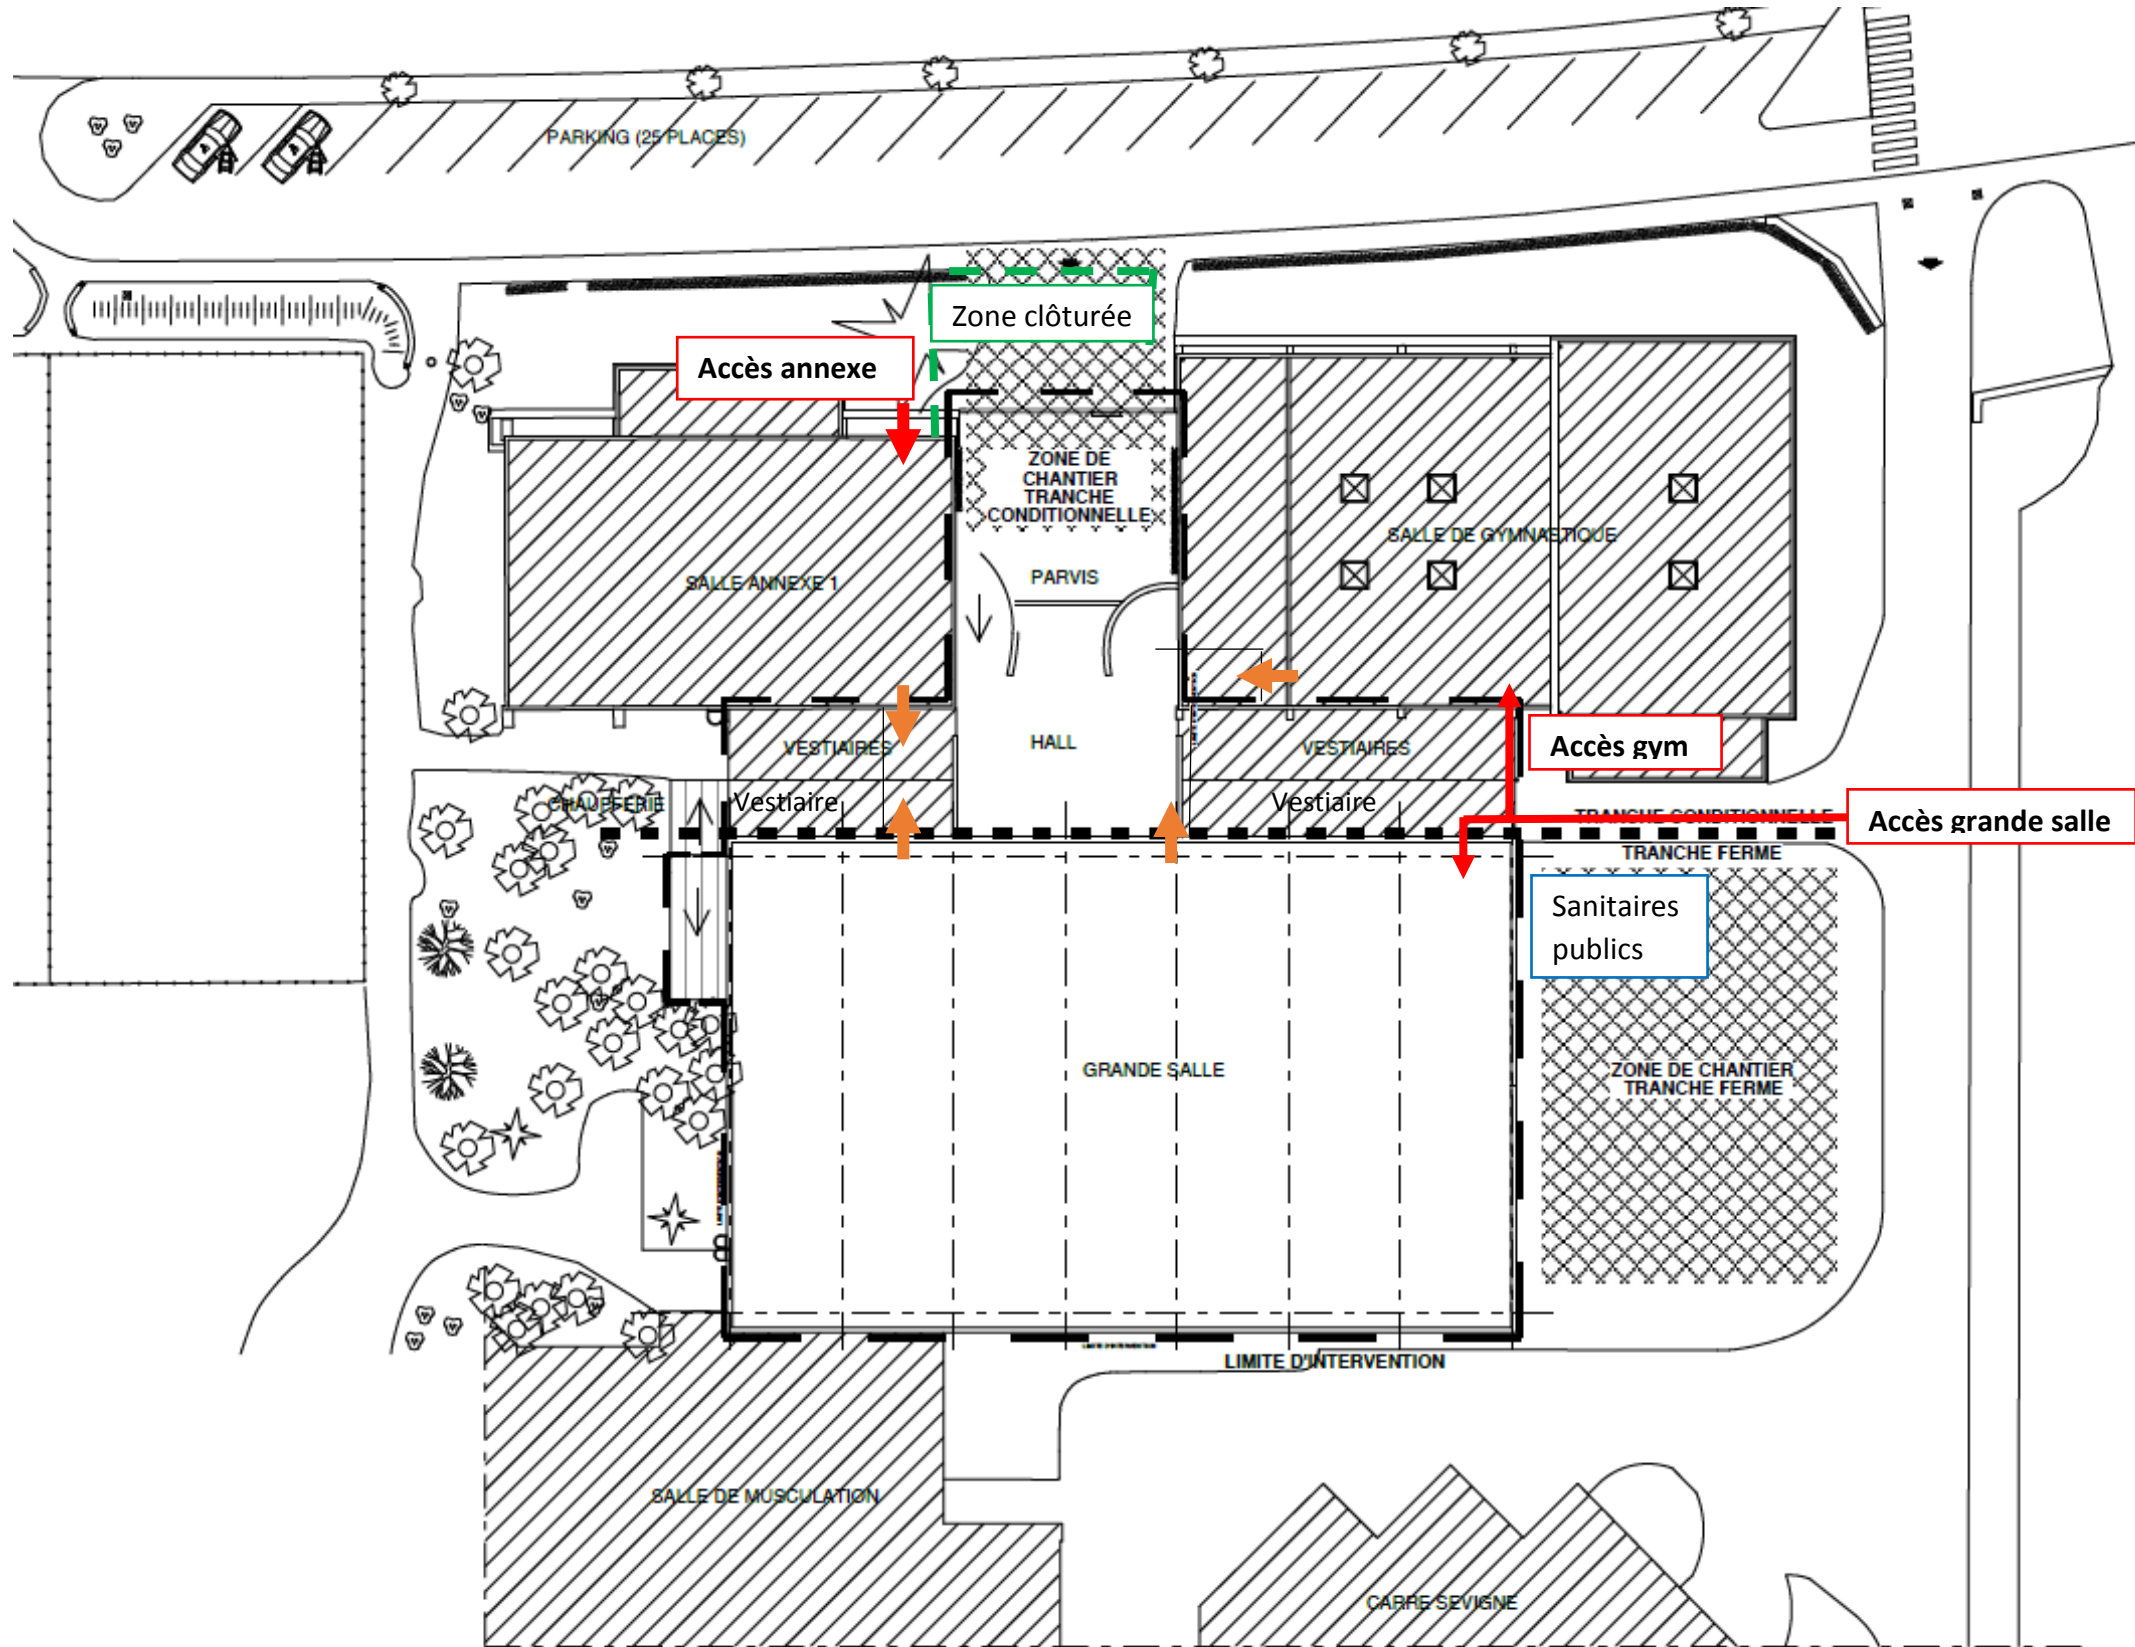 PARKING (25 PLACES)
Zone clôturée
Accès annexe
ZONE DE
CHANTIER
TRANCHE
CONDITIONNELLE
SALLE DE GYMNASTIQUE
SALLE ANNEXE 1
PARVIS
HALL
VESTIAIRES
VESTIAIRES
Accès gym
CHAUFFERIE
Vestiaire
Vestiaire
TRANCHE CONDITIONNELLE
Accès grande salle
TRANCHE FERME
Sanitaires
publics
GRANDE SALLE
ZONE DE CHANTIER
TRANCHE FERME
LIMITE D'INTERVENTION
LIMITE D'INTERVENTION
SALLE DE MUSCULATION
CARRE SEVIGNE